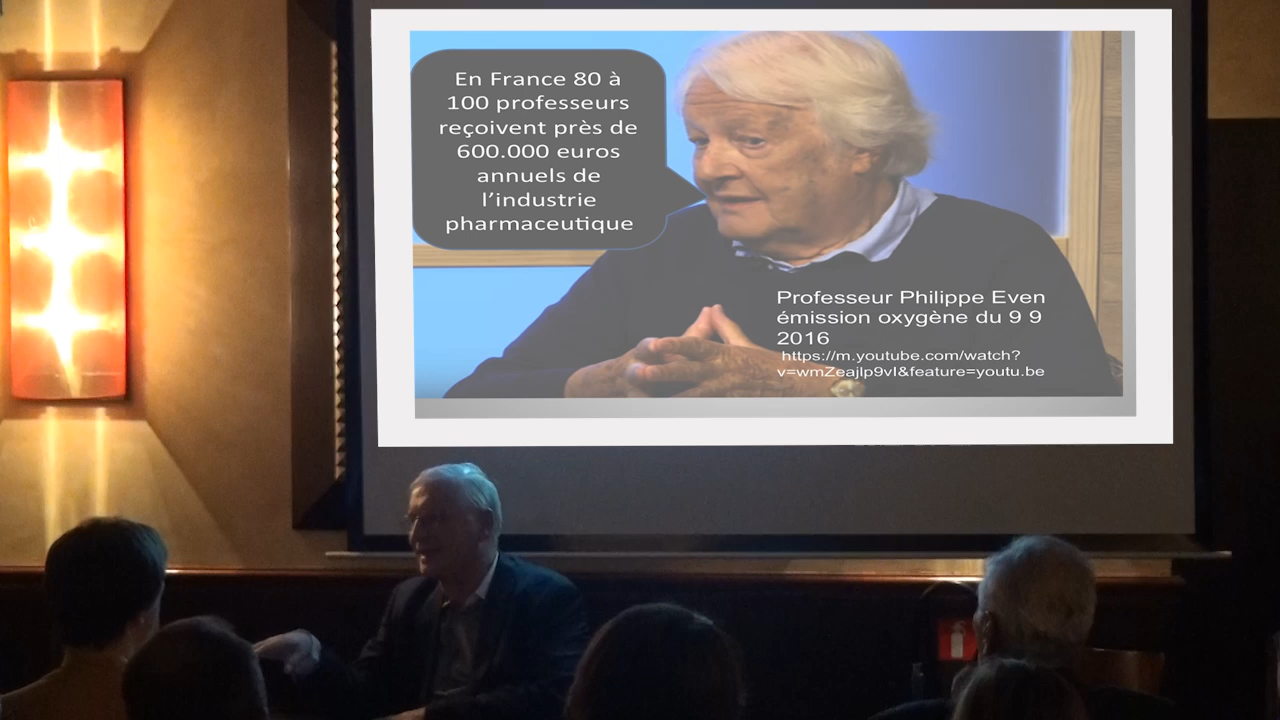 En France 80 à
100 professeurs
reçoivent près de
600.000 euros
annuels de
l'industrie
pharmaceutique
Professeur Philippe Even
émission oxygène du 9 9
2016
https://m.youtube.com/watch?
v=wmZeajlp9vI&feature=youtu.be